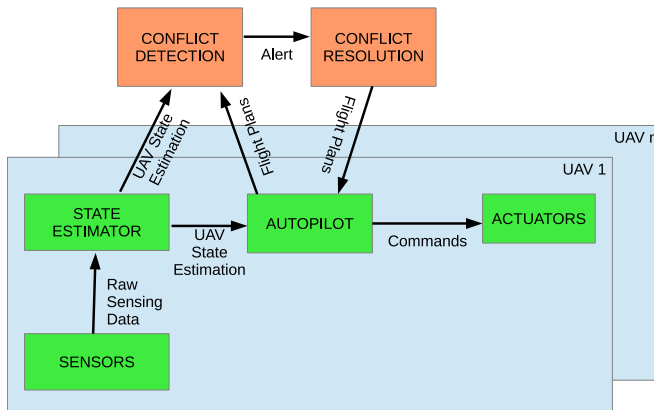 CONFLICT
DETECTION
Alert
CONFLICT
RESOLUTION
UAV State
Estimation
Flight Plans
Flight Plans
UAV n
UAV 1
STATE
ESTIMATOR
UAV
State
Estimation
AUTOPILOT
Commands
ACTUATORS
Raw
Sensing
Data
SENSORS